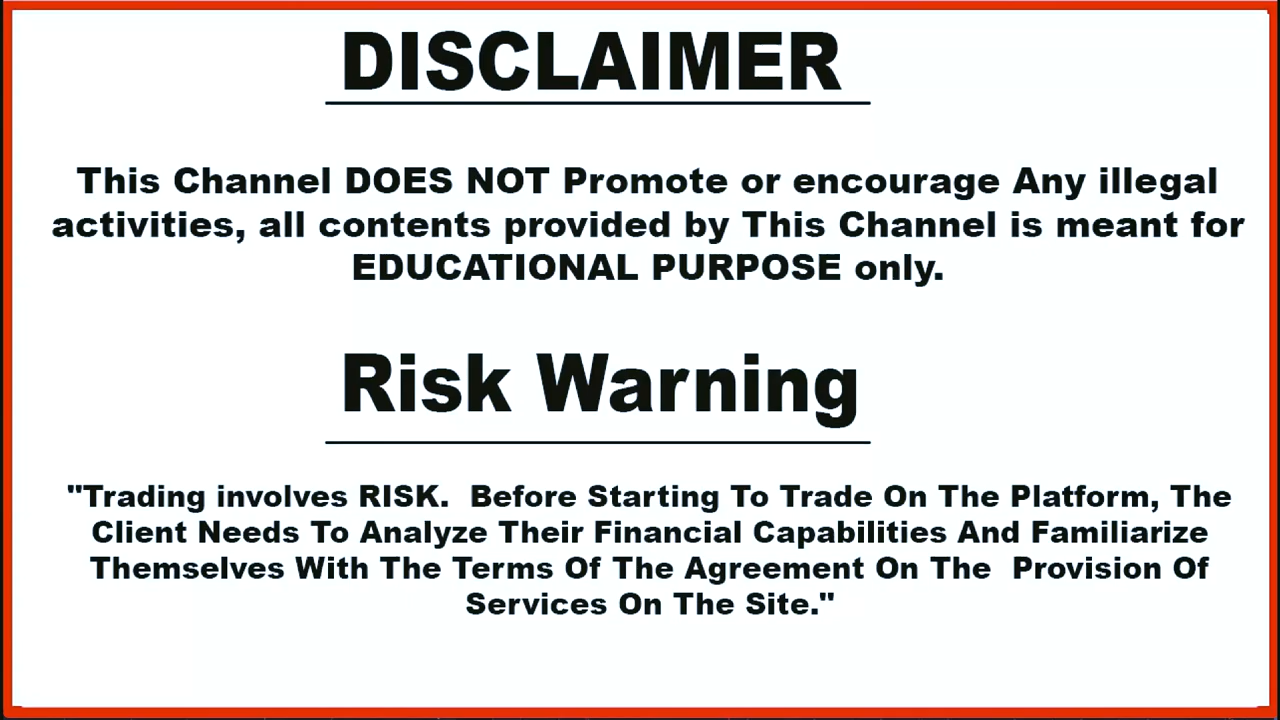 DISCLAIMER
This Channel DOES NOT Promote or encourage Any illegal
activities, all contents provided by This Channel is meant for
EDUCATIONAL PURPOSE only.
Risk Warning
"Trading involves RISK.  Before Starting To Trade On The Platform, The
Client Needs To Analyze Their Financial Capabilities And Familiarize
Themselves With The Terms Of The Agreement On The  Provision Of
Services On The Site."